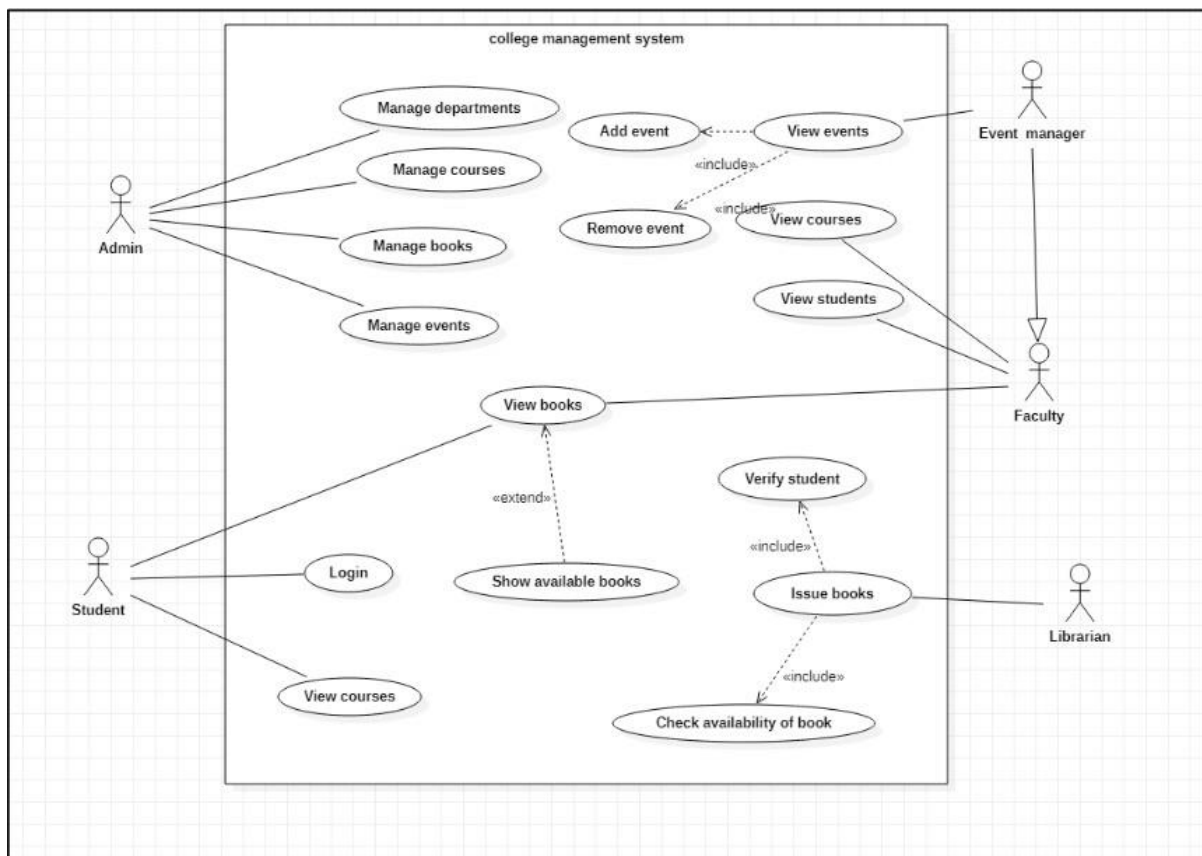 college management system
Manage departments
Add event
View events
Event manager
«include»
Manage courses
«include»
View courses
Remove event
Admin
Manage books
View students
Manage events
View books
Faculty
Verify student
«extend»
«include»
Login
Show available books
Issue books
Student
Librarian
«include»
View courses
Check availability of book